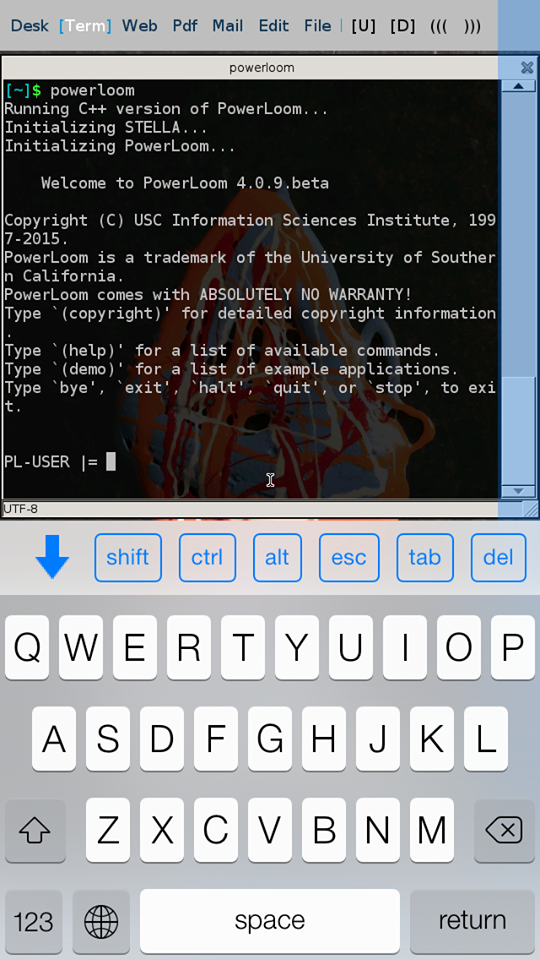 Desk [Term] Web Pdf Mail Edit File | [U] [D] ((( )))
powerloom
[~]$ powerloom
Running C++ version of PowerLoom...
Initializing STELLA...
Initializing PowerLoom...
Welcome to PowerLoom 4.0.9.beta
Copyright (C) USC Information Sciences Institute, 199
7-2015.
PowerLoom is a trademark of the University of Souther
n California.
PowerLoom comes with ABSOLUTELY NO WARRANTY!
Type `(copyright)' for detailed copyright information
.
Type `(help)' for a list of available commands.
Type `(demo)' for a list of example applications.
Type `bye', `exit', `halt', `quit', or `stop', to exi
t.
PL-USER |=
UTF-8
shift ctrl alt esc tab del
Q W E R T Y U I O P
A S D F G H J K L
Z X C V B N M
123 space return